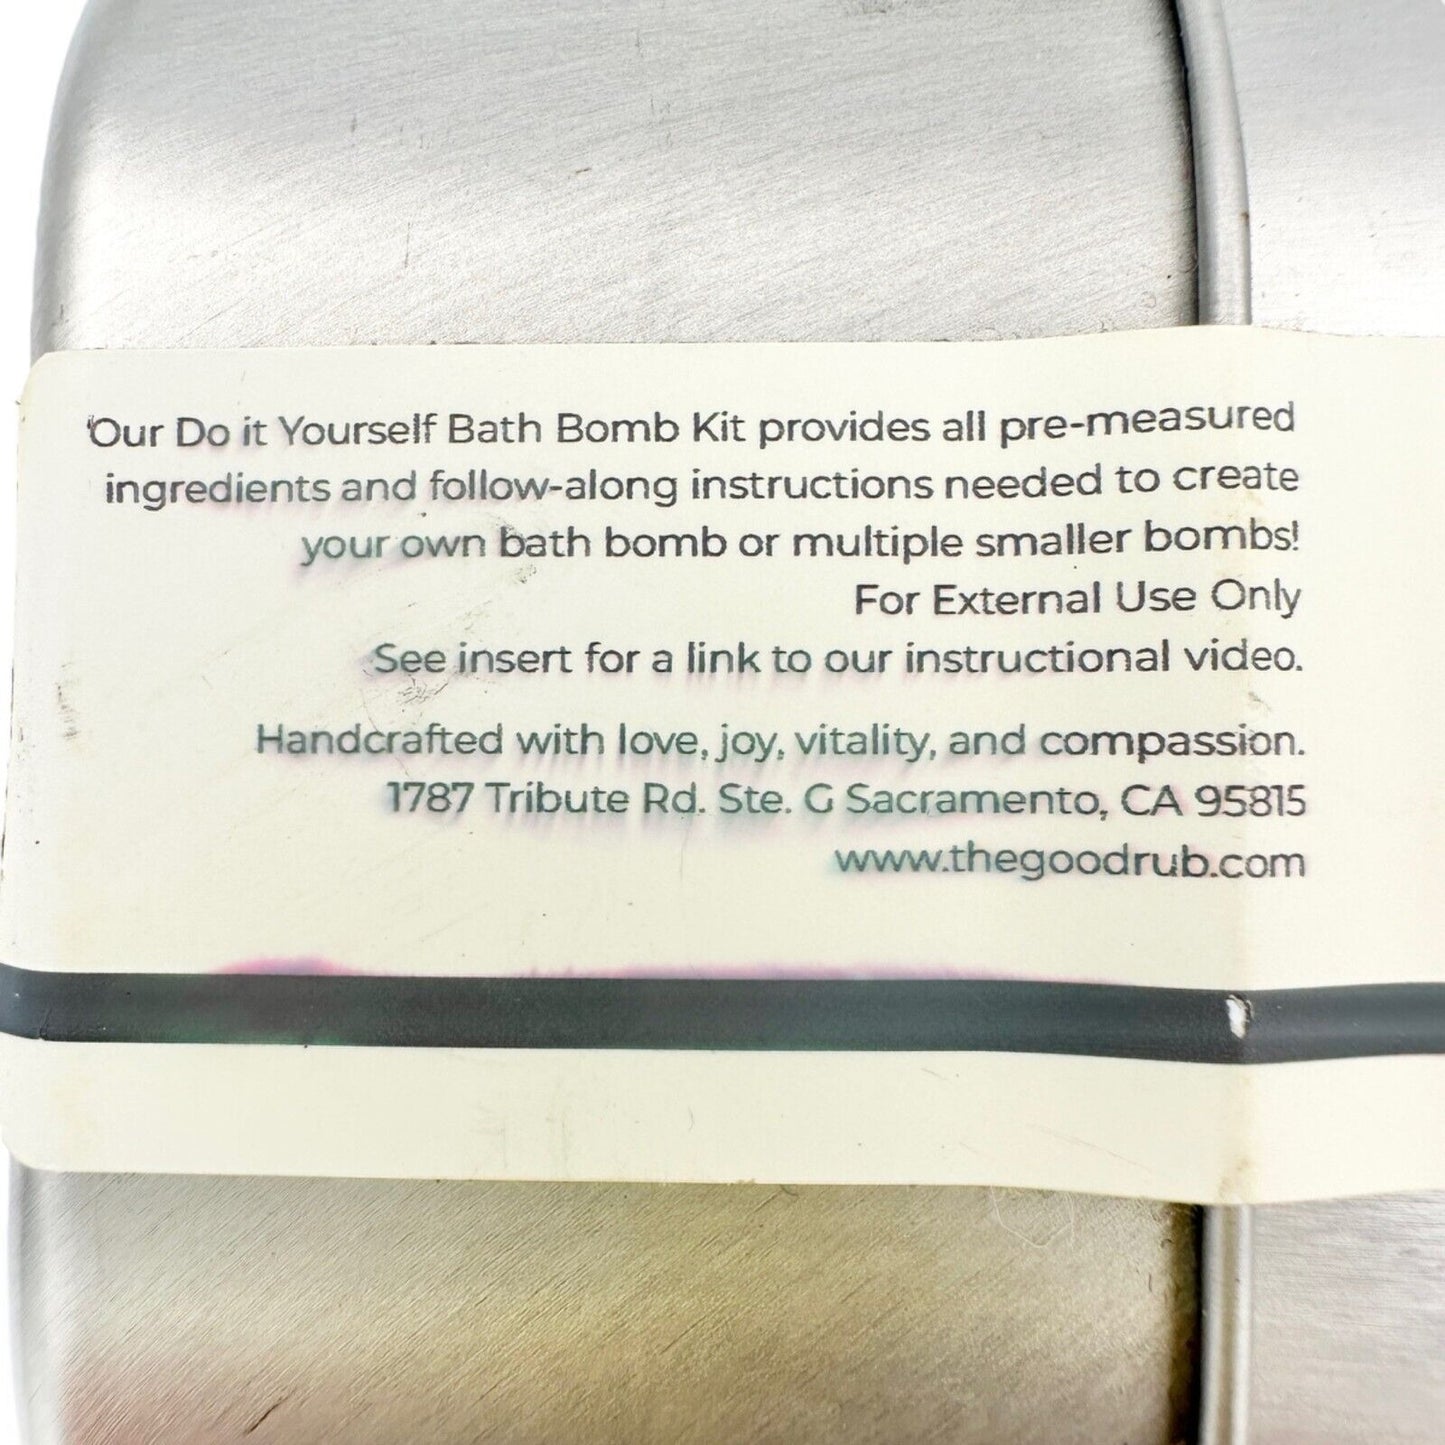 Our Do it Yourself Bath Bomb Kit provides all pre-measured
ingredients and follow-along instructions needed to create
your own bath bomb or multiple smaller bombs!
For External Use Only
See insert for a link to our instructional video.
Handcrafted with love, joy, vitality, and compassion.
1787 Tribute Rd. Ste. G Sacramento, CA 95815
www.thegoodrub.com